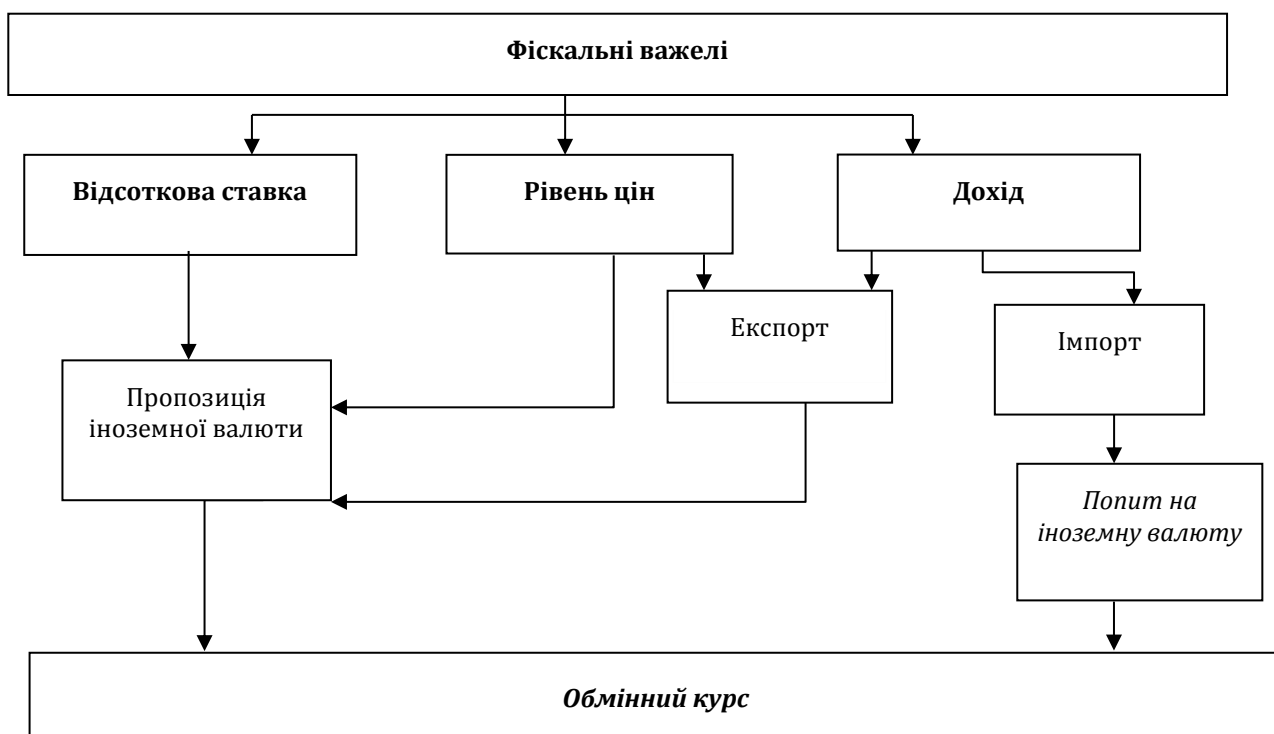 Фіскальні важелі
Відсоткова ставка
Рівень цін
Дохід
Експорт
Імпорт
Пропозиція
іноземної валюти
Попит на
іноземну валюту
Обмінний курс